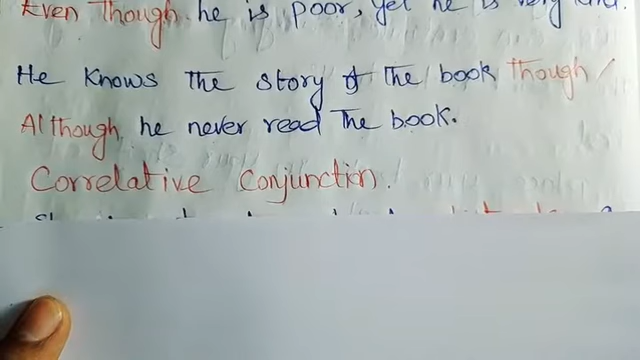 Even Though he is poor, yet he is very kind.
He Knows The story of The book Though /
Although he never read The book.
Correlative Conjunction.